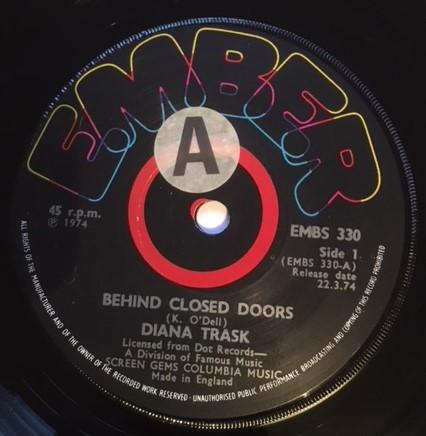 EMBER
A
45 r.p.m.
℗ 1974
EMBS 330
Side 1
(EMBS 330-A)
Release date
22.3.74
BEHIND CLOSED DOORS
(K. O'Dell)
DIANA TRASK
Licensed from Dot Records—
A Division of Famous Music
SCREEN GEMS COLUMBIA MUSIC
Made in England
ALL RIGHTS OF THE MANUFACTURER AND OF THE OWNER OF THE RECORDED WORK RESERVED · UNAUTHORISED PUBLIC PERFORMANCE BROADCASTING AND COPYING OF THIS RECORD PROHIBITED